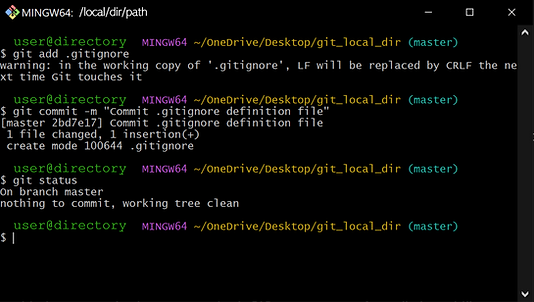 MINGW64: /local/dir/path
user@directory MINGW64 ~/OneDrive/Desktop/git_local_dir (master)
$ git add .gitignore
warning: in the working copy of '.gitignore', LF will be replaced by CRLF the ne
xt time Git touches it
user@directory MINGW64 ~/OneDrive/Desktop/git_local_dir (master)
$ git commit -m "Commit .gitignore definition file"
[master 2bd7e17] Commit .gitignore definition file
1 file changed, 1 insertion(+)
create mode 100644 .gitignore
user@directory MINGW64 ~/OneDrive/Desktop/git_local_dir (master)
$ git status
On branch master
nothing to commit, working tree clean
user@directory MINGW64 ~/OneDrive/Desktop/git_local_dir (master)
$